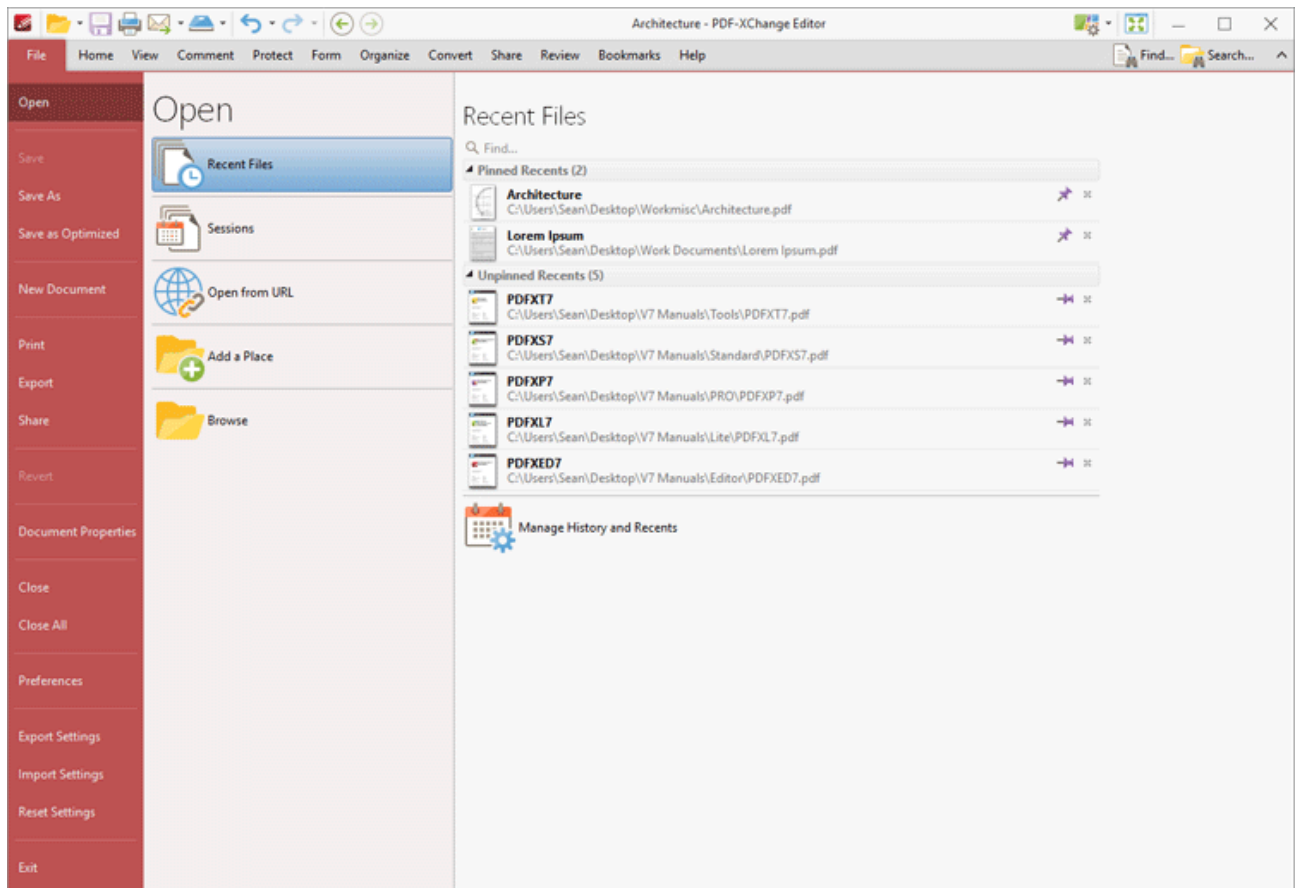 Architecture - PDF-XChange Editor
File Home View Comment Protect Form Organize Convert Share Review Bookmarks Help Find... Search...
Open
Save
Save As
Save as Optimized
New Document
Print
Export
Share
Revert
Document Properties
Close
Close All
Preferences
Export Settings
Import Settings
Reset Settings
Exit
Open
Recent Files
Sessions
Open from URL
Add a Place
Browse
Recent Files
Find...
Pinned Recents (2)
Architecture
C:\Users\Sean\Desktop\Workmisc\Architecture.pdf
Lorem Ipsum
C:\Users\Sean\Desktop\Work Documents\Lorem Ipsum.pdf
Unpinned Recents (5)
PDFXT7
C:\Users\Sean\Desktop\V7 Manuals\Tools\PDFXT7.pdf
PDFXS7
C:\Users\Sean\Desktop\V7 Manuals\Standard\PDFXS7.pdf
PDFXP7
C:\Users\Sean\Desktop\V7 Manuals\PRO\PDFXP7.pdf
PDFXL7
C:\Users\Sean\Desktop\V7 Manuals\Lite\PDFXL7.pdf
PDFXED7
C:\Users\Sean\Desktop\V7 Manuals\Editor\PDFXED7.pdf
Manage History and Recents